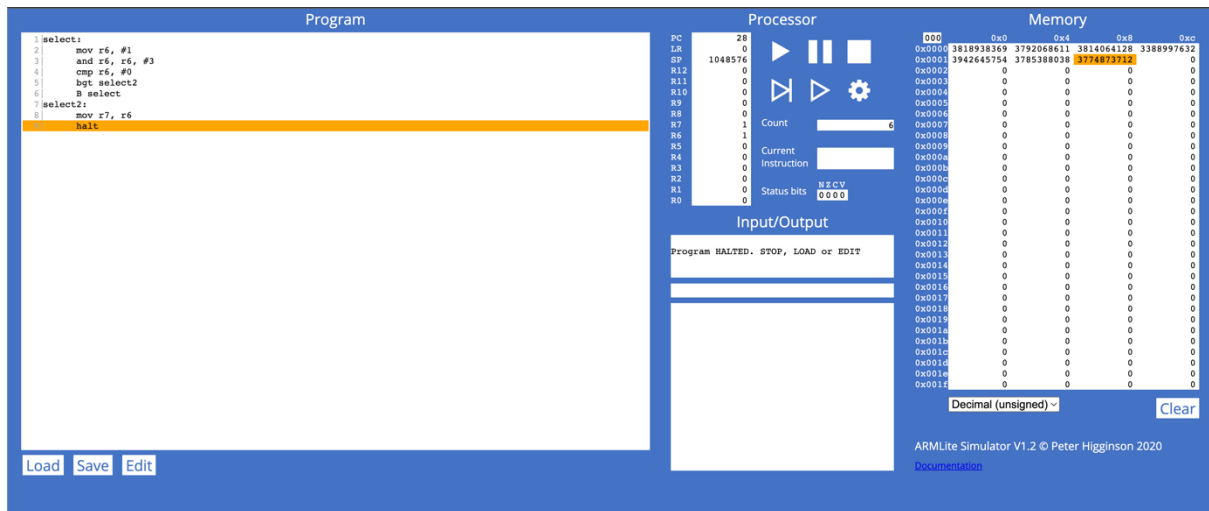 Program
1 select:
2 mov r6, #1
3 and r6, r6, #3
4 cmp r6, #0
5 bgt select2
6 B select
7 select2:
8 mov r7, r6
halt
Load Save Edit
Processor
PC 28
LR 0
SP 1048576
R12 0
R11 0
R10 0
R9 0
R8 0
R7 1
R6 1
R5 0
R4 0
R3 0
R2 0
R1 0
R0 0
Count 6
Current
Instruction
Status bits
NZCV
0000
Input/Output
Program HALTED. STOP, LOAD or EDIT
Memory
000 0x0 0x4 0x8 0xc
0x0000 3818938369 3792068611 3814064128 3388997632
0x0001 3942645754 3785388038 3774873712 0
0x0002 0 0 0 0
0x0003 0 0 0 0
0x0004 0 0 0 0
0x0005 0 0 0 0
0x0006 0 0 0 0
0x0007 0 0 0 0
0x0008 0 0 0 0
0x0009 0 0 0 0
0x000a 0 0 0 0
0x000b 0 0 0 0
0x000c 0 0 0 0
0x000d 0 0 0 0
0x000e 0 0 0 0
0x000f 0 0 0 0
0x0010 0 0 0 0
0x0011 0 0 0 0
0x0012 0 0 0 0
0x0013 0 0 0 0
0x0014 0 0 0 0
0x0015 0 0 0 0
0x0016 0 0 0 0
0x0017 0 0 0 0
0x0018 0 0 0 0
0x0019 0 0 0 0
0x001a 0 0 0 0
0x001b 0 0 0 0
0x001c 0 0 0 0
0x001d 0 0 0 0
0x001e 0 0 0 0
0x001f 0 0 0 0
Decimal (unsigned)
Clear
ARMLite Simulator V1.2 © Peter Higginson 2020
Documentation